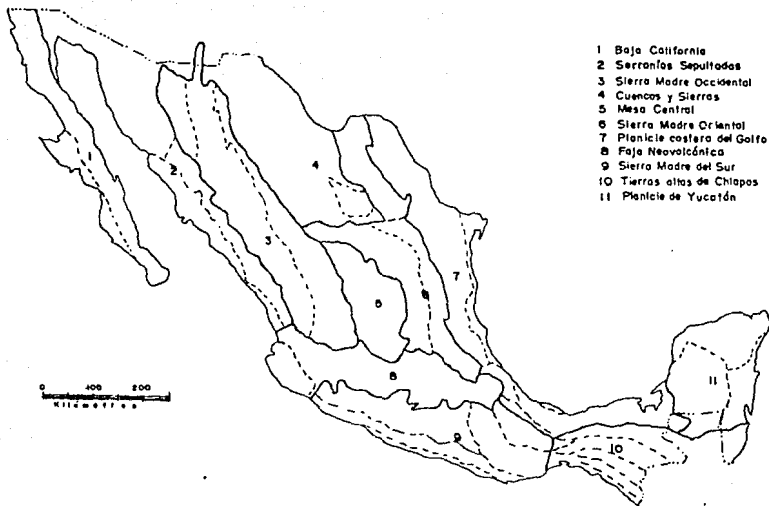 1 Baja California
2 Serranías Sepultadas
3 Sierra Madre Occidental
4 Cuencas y Sierras
5 Mesa Central
6 Sierra Madre Oriental
7 Planicie costera del Golfo
8 Faja Neovolcánica
9 Sierra Madre del Sur
10 Tierras altas de Chiapas
11 Planicie de Yucatán
1
2
4
3
7
5
6
8
11
9
10
0 100 200
Kilometros